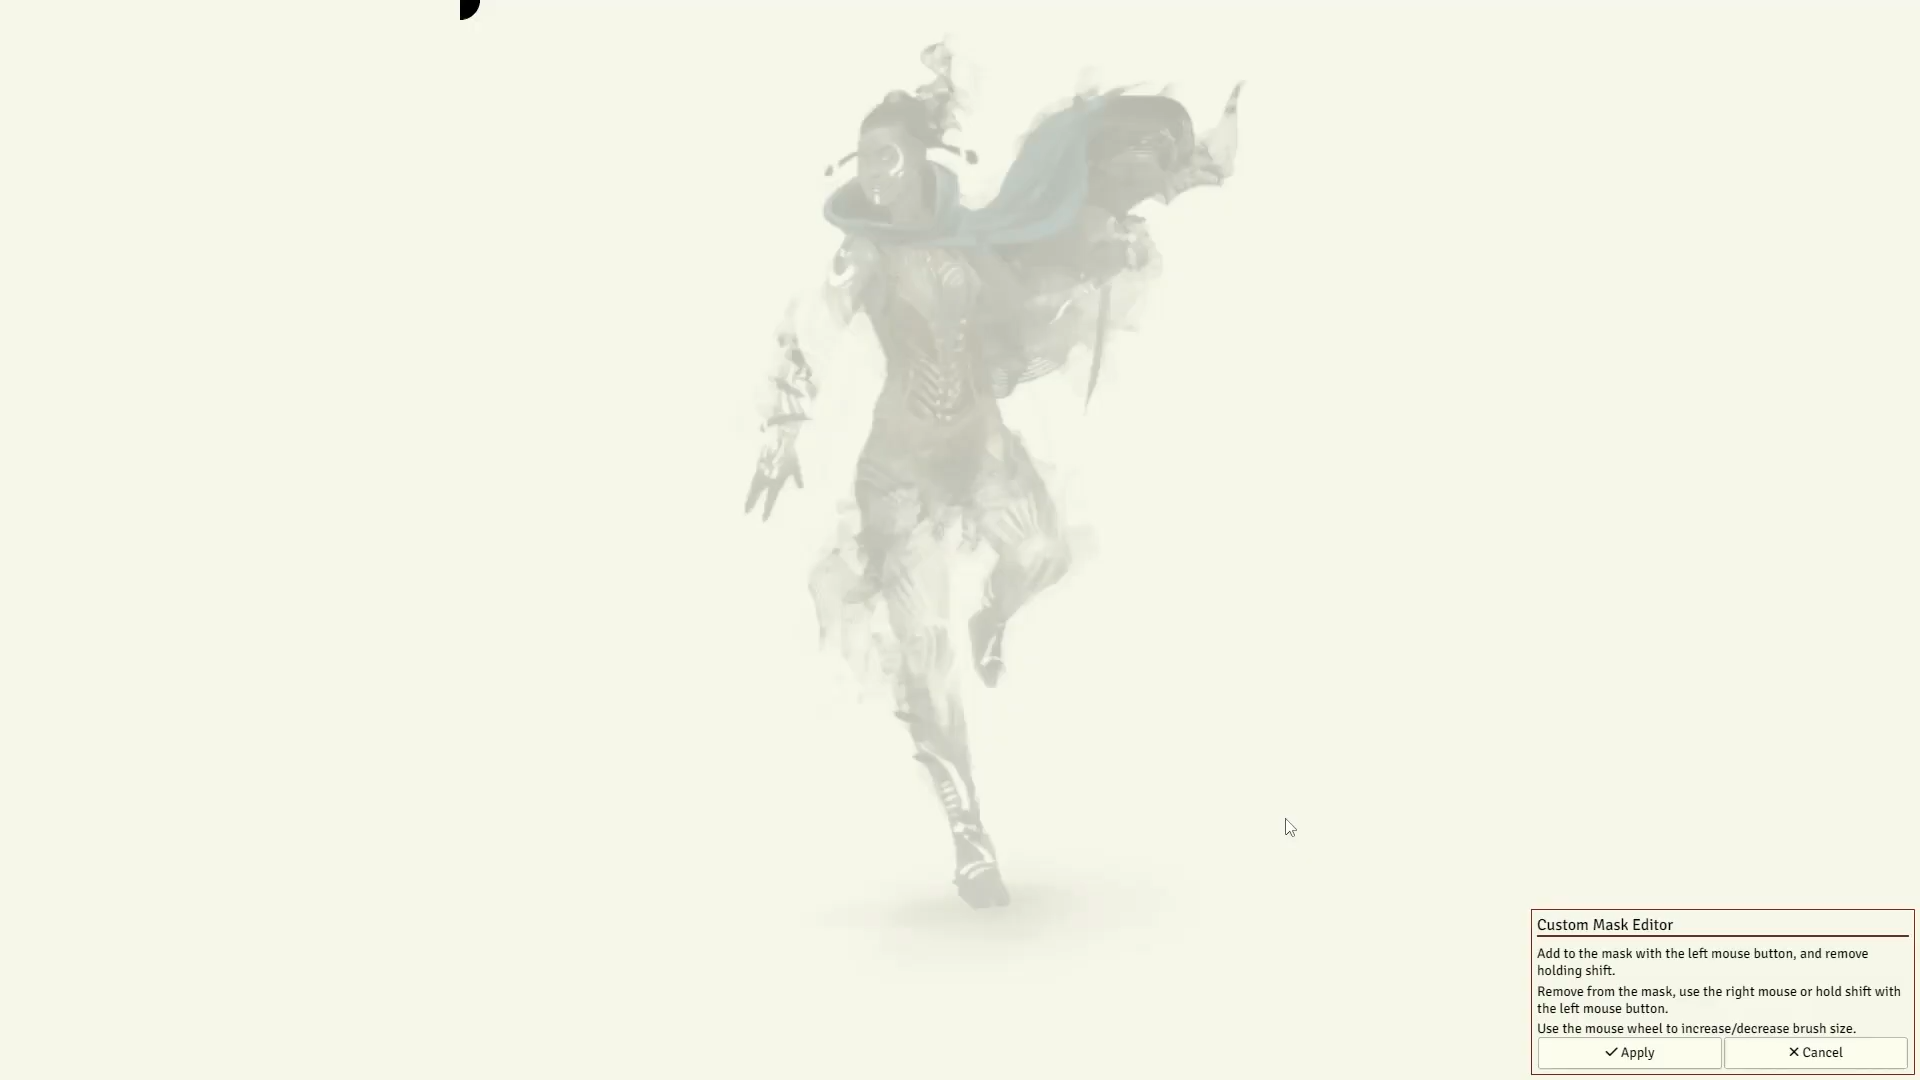 Custom Mask Editor
Add to the mask with the left mouse button, and remove
holding shift.
Remove from the mask, use the right mouse or hold shift with
the left mouse button.
Use the mouse wheel to increase/decrease brush size.
Apply
Cancel